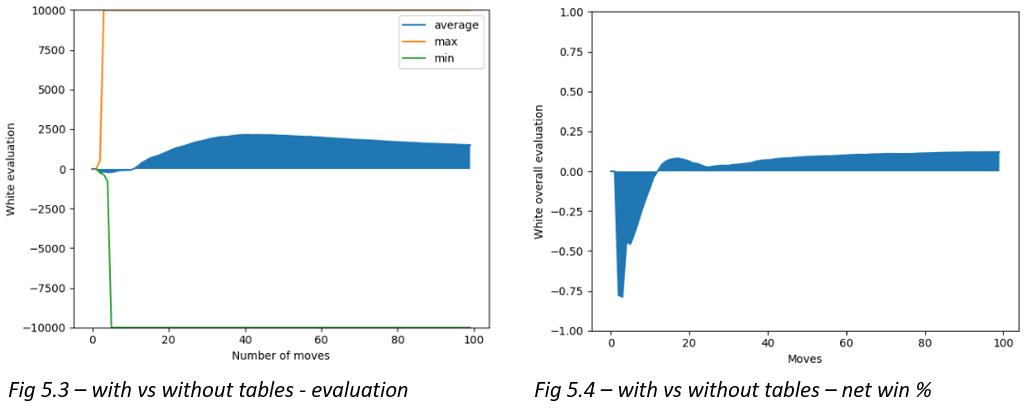 10000
7500
5000
2500
0
−2500
−5000
−7500
−10000
White evaluation
average
max
min
0 20 40 60 80 100
Number of moves
Fig 5.3 – with vs without tables - evaluation
1.00
0.75
0.50
0.25
0.00
−0.25
−0.50
−0.75
−1.00
White overall evaluation
0 20 40 60 80 100
Moves
Fig 5.4 – with vs without tables – net win %